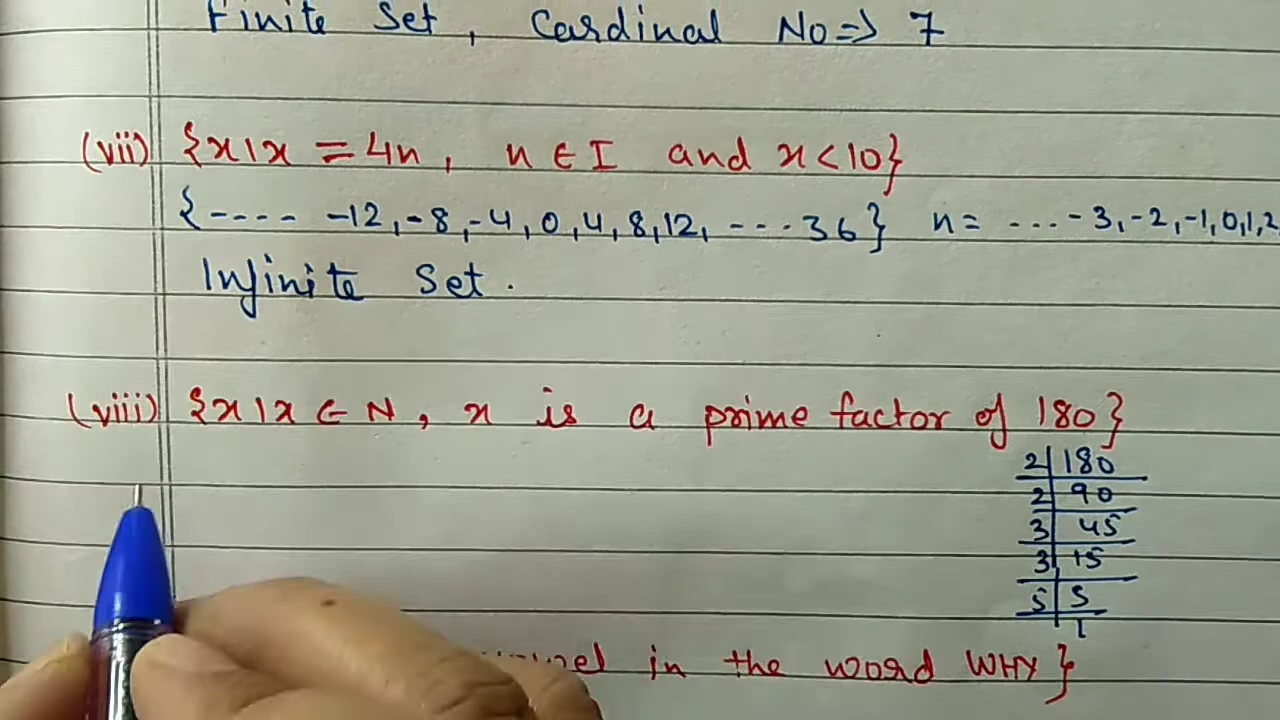 Finite Set, Cardinal No => 7
(vii) {x|x = 4n, n ∈ I and x < 10}
{---- -12, -8, -4, 0, 4, 8, 12, --- 36} n = ... -3, -2, -1, 0, 1, 2
Infinite Set.
(viii) {x|x ∈ N, x is a prime factor of 180}
2|180
2|90
3|45
3|15
5|5
1
in the word WHY}